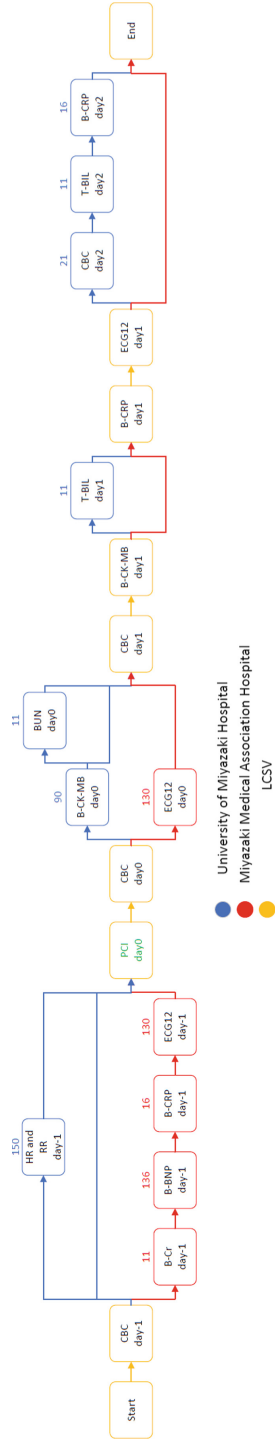 Start
CBC
day-1
150
HR and
RR
day-1
11
B-Cr
day-1
136
B-BNP
day-1
16
B-CRP
day-1
130
ECG12
day-1
PCI
day0
CBC
day0
90
B-CK-MB
day0
11
BUN
day0
130
ECG12
day0
CBC
day1
B-CK-MB
day1
11
T-BIL
day1
B-CRP
day1
ECG12
day1
21
CBC
day2
11
T-BIL
day2
16
B-CRP
day2
End
University of Miyazaki Hospital
Miyazaki Medical Association Hospital
LCSV